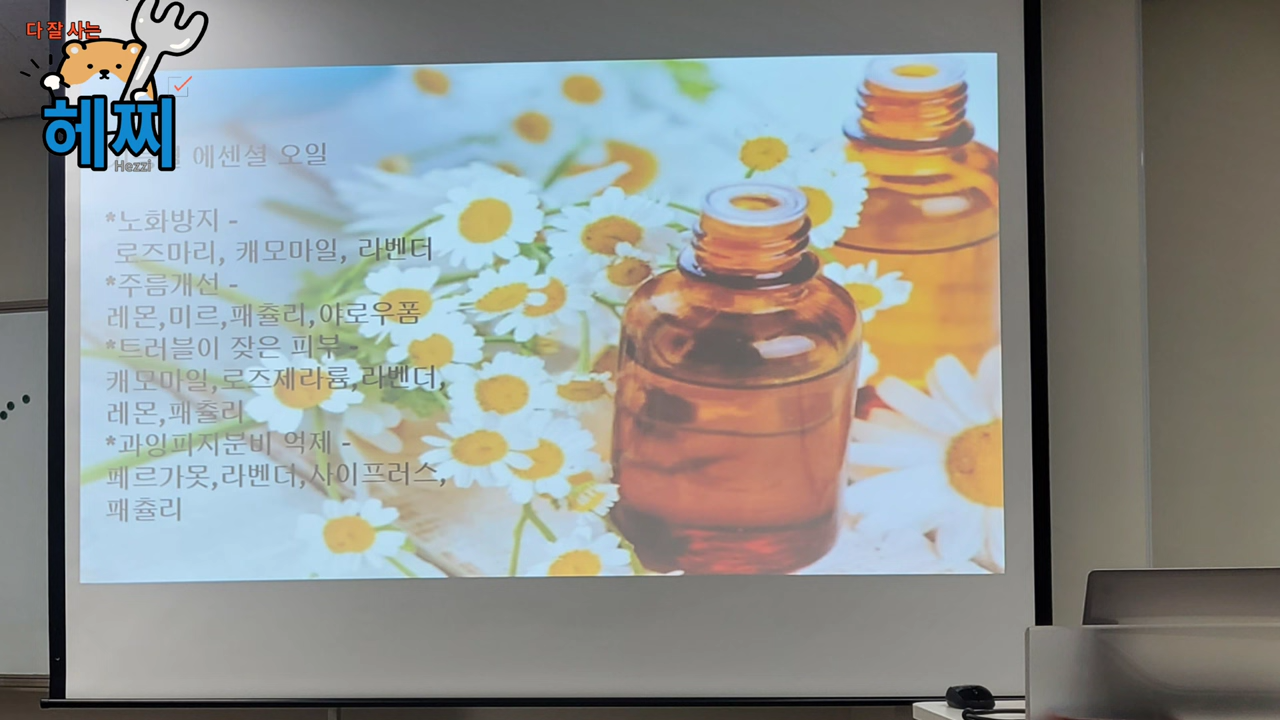 다 잘 사는
헤찌
Hezzi
에센셜 오일
*노화방지 -
로즈마리, 캐모마일, 라벤더
*주름개선 -
레몬,미르,패츌리,야로우폼
*트러블이 잦은 피부 -
캐모마일,로즈제라륨,라벤더,
레몬,패츌리
*과잉피지분비 억제 -
페르가못,라벤더,사이프러스,
패츌리